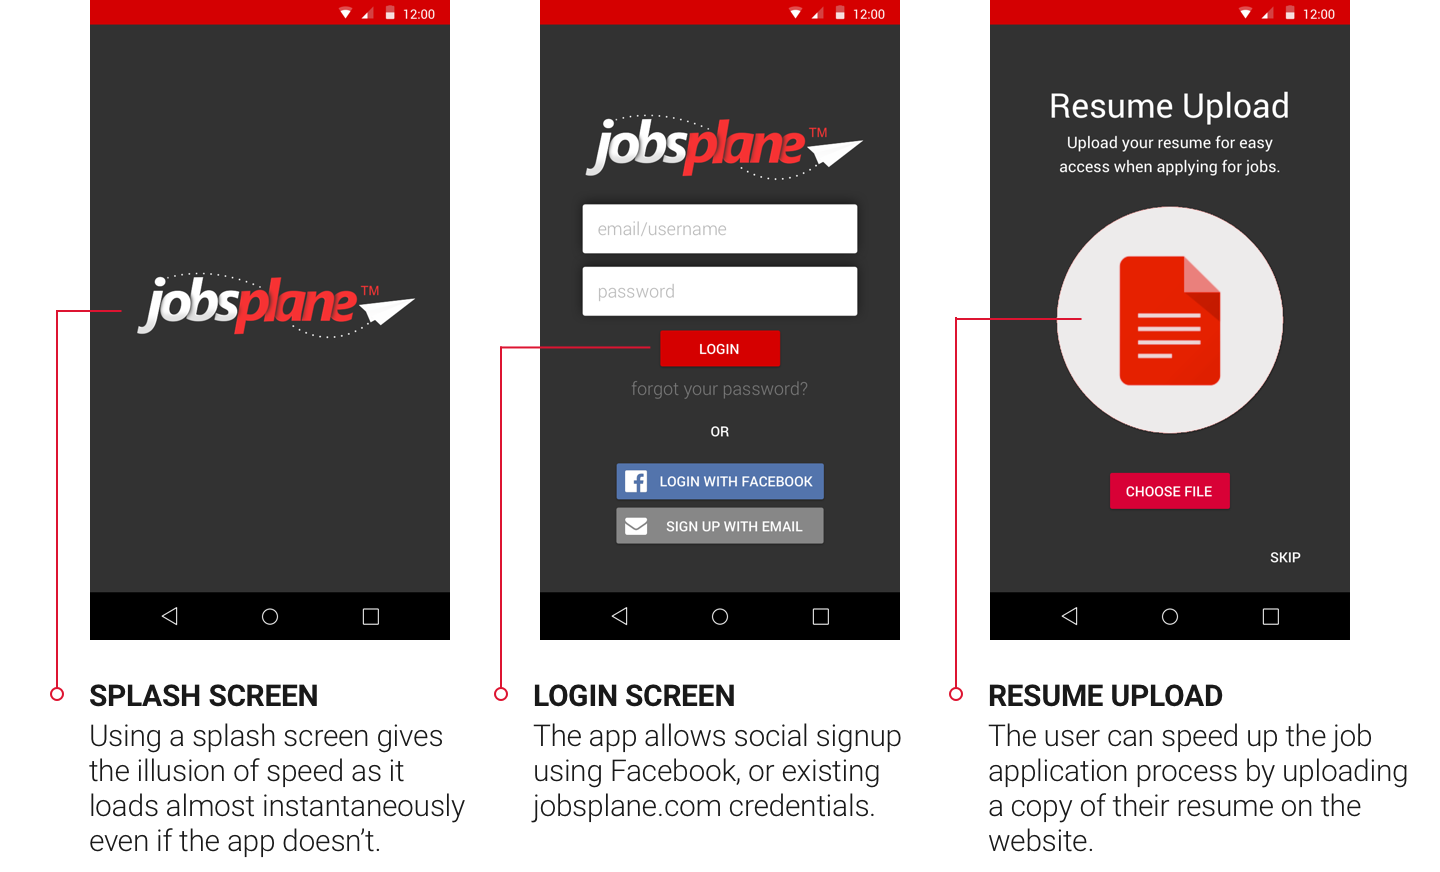 12:00
jobsplane™
SPLASH SCREEN
Using a splash screen gives
the illusion of speed as it
loads almost instantaneously
even if the app doesn’t.
12:00
jobsplane™
email/username
password
LOGIN
forgot your password?
OR
LOGIN WITH FACEBOOK
SIGN UP WITH EMAIL
LOGIN SCREEN
The app allows social signup
using Facebook, or existing
jobsplane.com credentials.
12:00
Resume Upload
Upload your resume for easy
access when applying for jobs.
CHOOSE FILE
SKIP
RESUME UPLOAD
The user can speed up the job
application process by uploading
a copy of their resume on the
website.